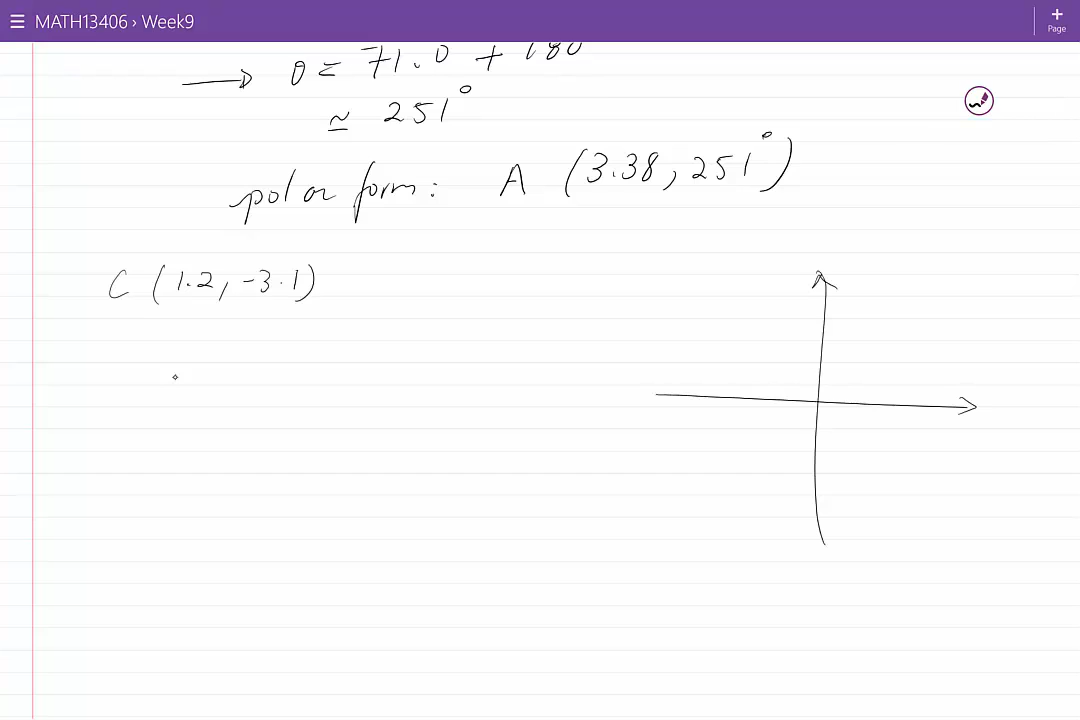 MATH13406 › Week9
Page
θ = 71.0 + 180
≃ 251°
polar form: A (3.38, 251°)
C (1.2, -3.1)